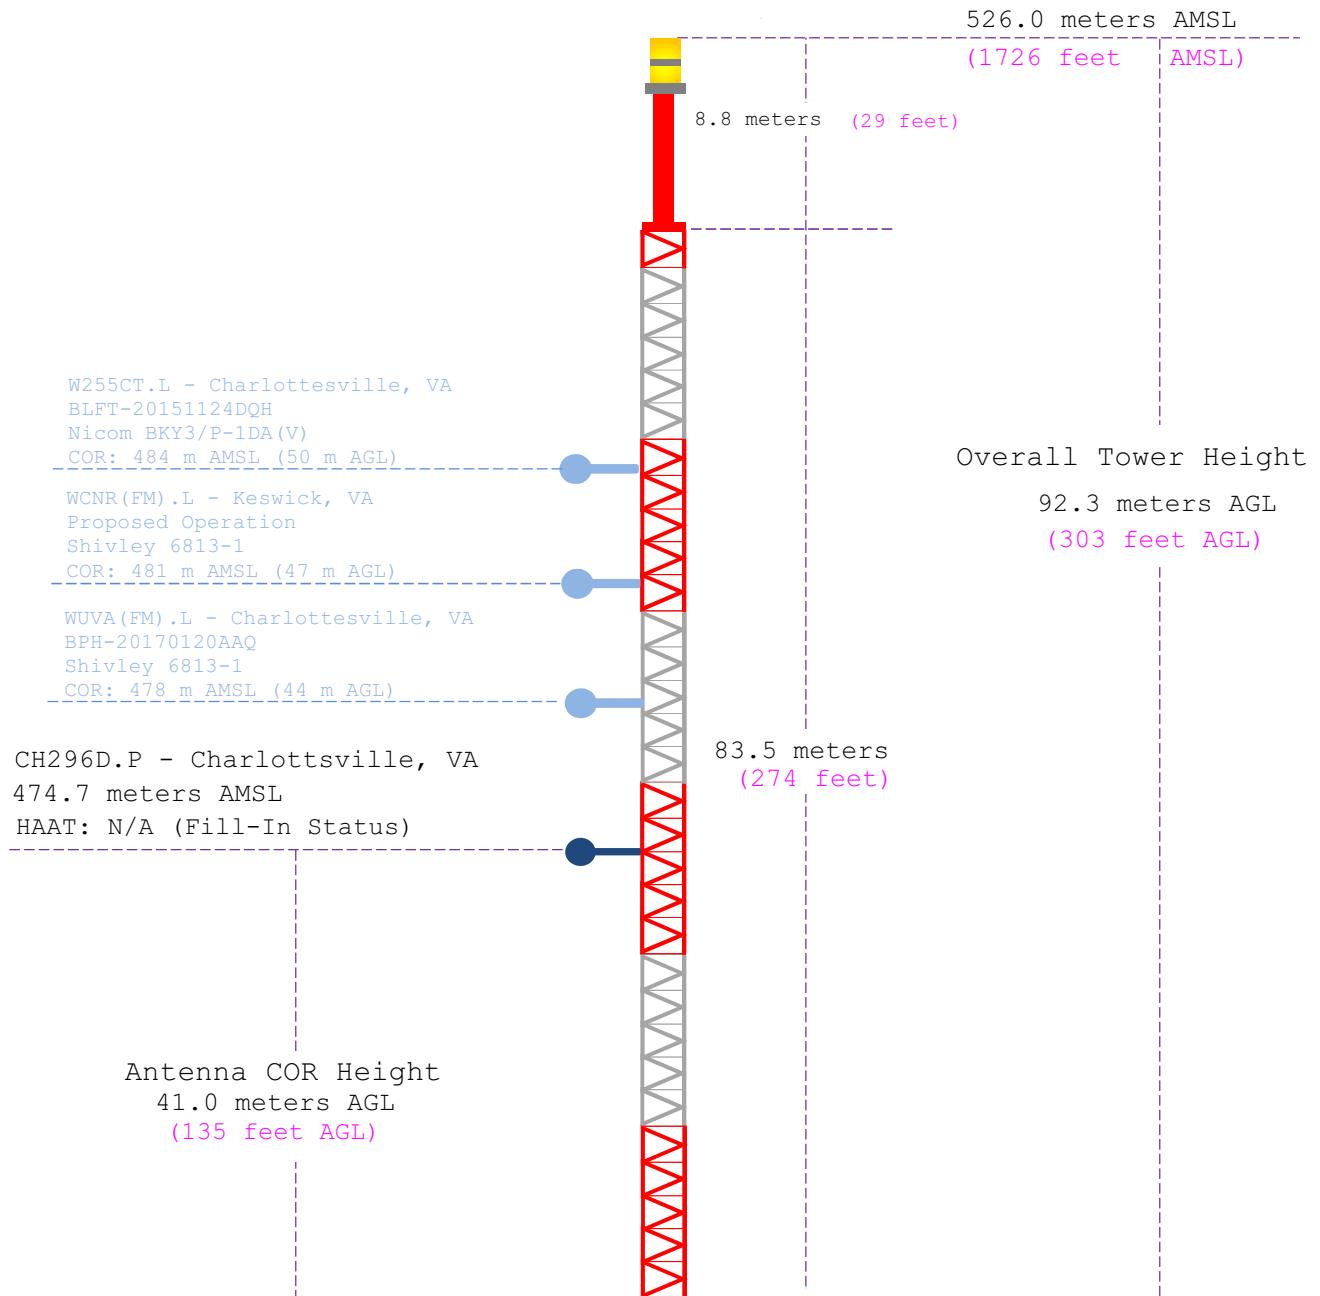 526.0 meters AMSL
(1726 feet AMSL)
8.8 meters (29 feet)
W255CT.L - Charlottesville, VA
BLFT-20151124DQH
Nicom BKY3/P-1DA(V)
COR: 484 m AMSL (50 m AGL)
WCNR(FM).L - Keswick, VA
Proposed Operation
Shivley 6813-1
COR: 481 m AMSL (47 m AGL)
WUVA(FM).L - Charlottesville, VA
BPH-20170120AAQ
Shivley 6813-1
COR: 478 m AMSL (44 m AGL)
Overall Tower Height
92.3 meters AGL
(303 feet AGL)
CH296D.P - Charlottsville, VA
474.7 meters AMSL
HAAT: N/A (Fill-In Status)
83.5 meters
(274 feet)
Antenna COR Height
41.0 meters AGL
(135 feet AGL)